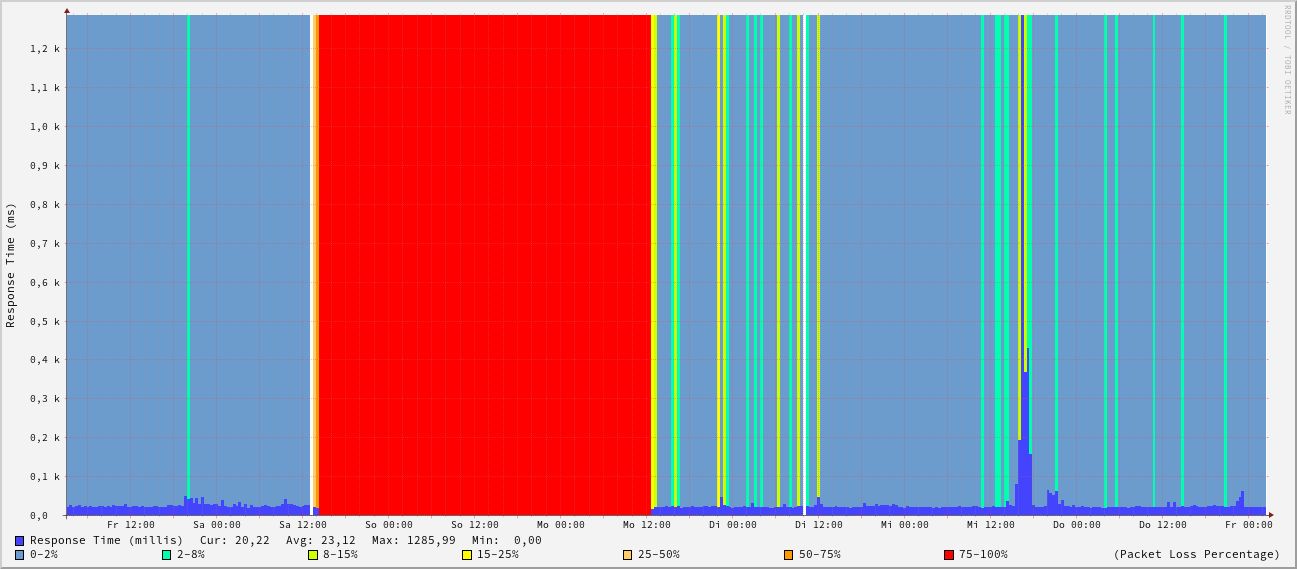 RRDTOOL / TOBI OETIKER
Response Time (ms)
1,2 k
1,1 k
1,0 k
0,9 k
0,8 k
0,7 k
0,6 k
0,5 k
0,4 k
0,3 k
0,2 k
0,1 k
0,0
Fr 12:00 Sa 00:00 Sa 12:00 So 00:00 So 12:00 Mo 00:00 Mo 12:00 Di 00:00 Di 12:00 Mi 00:00 Mi 12:00 Do 00:00 Do 12:00 Fr 00:00
Response Time (millis) Cur: 20,22 Avg: 23,12 Max: 1285,99 Min: 0,00
0-2% 2-8% 8-15% 15-25% 25-50% 50-75% 75-100% (Packet Loss Percentage)